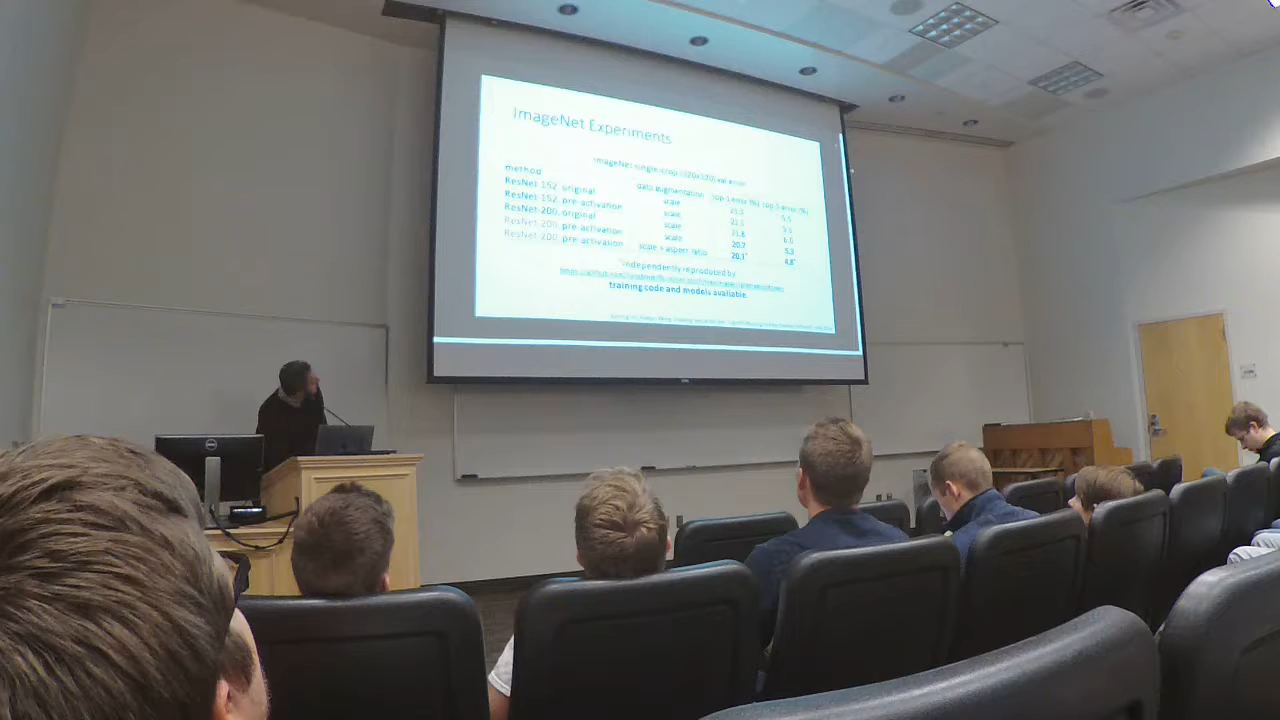 ImageNet Experiments
ImageNet single-crop (320x320) val error
method data augmentation top-1 error (%) top-5 error (%)
ResNet-152, original scale 21.3 5.5
ResNet-152, pre-activation scale 21.1 5.5
ResNet-200, original scale 21.8 6.0
ResNet-200, pre-activation scale 20.7 5.3
ResNet-200, pre-activation scale + aspect ratio 20.1* 4.8*
*independently reproduced by
training code and models available.
DELL